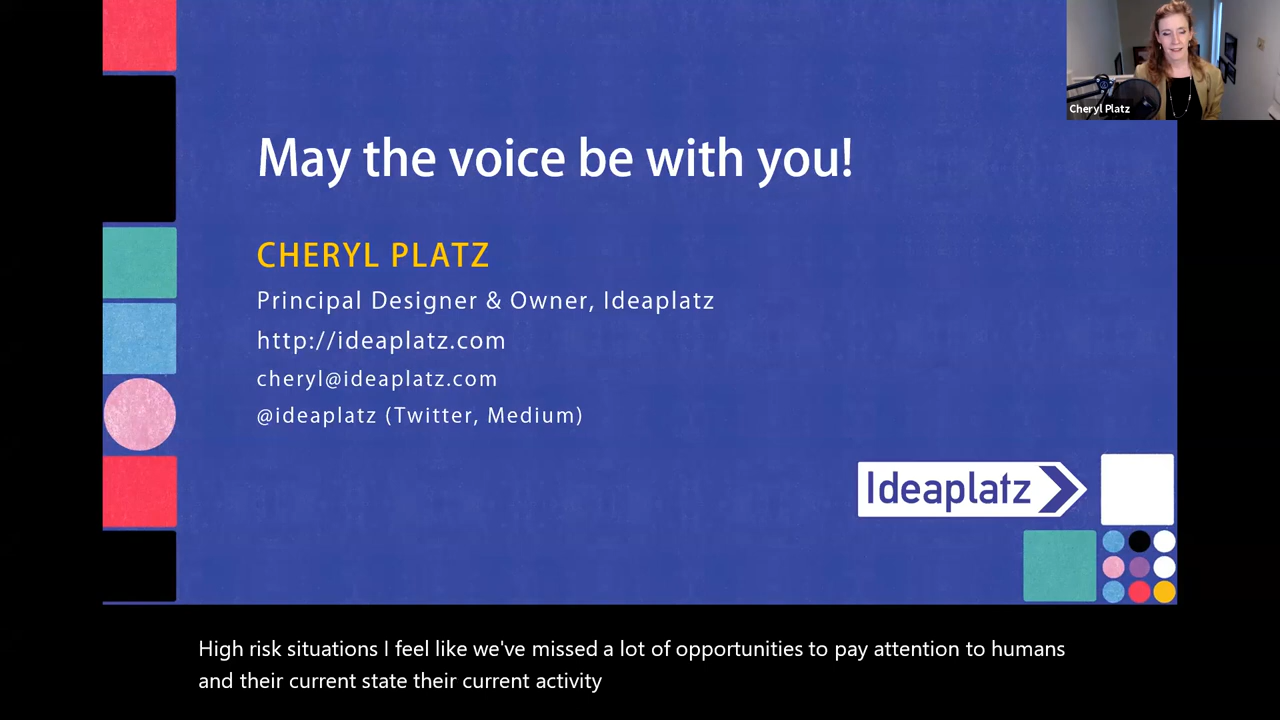 Cheryl Platz
May the voice be with you!
CHERYL PLATZ
Principal Designer & Owner, Ideaplatz
http://ideaplatz.com
cheryl@ideaplatz.com
@ideaplatz (Twitter, Medium)
Ideaplatz
High risk situations I feel like we've missed a lot of opportunities to pay attention to humans
and their current state their current activity